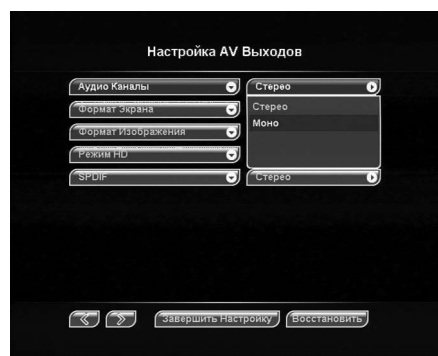 Настройка AV Выходов
Аудио Каналы Стерео
Формат Экрана Стерео
Моно
Формат Изображения
Режим HD
SPDIF Стерео
Завершить Настройку Восстановить